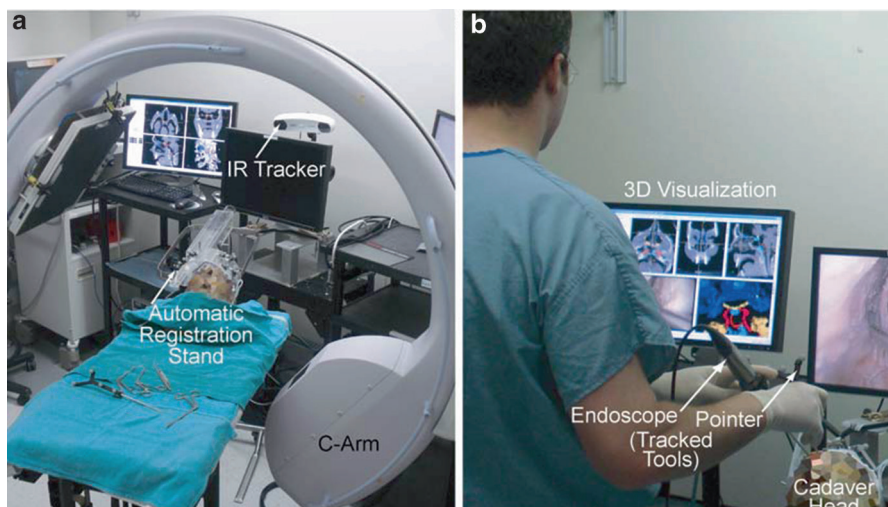 a
IR Tracker
Automatic
Registration
Stand
C-Arm
b
3D Visualization
Endoscope Pointer
(Tracked
Tools)
Cadaver
Head